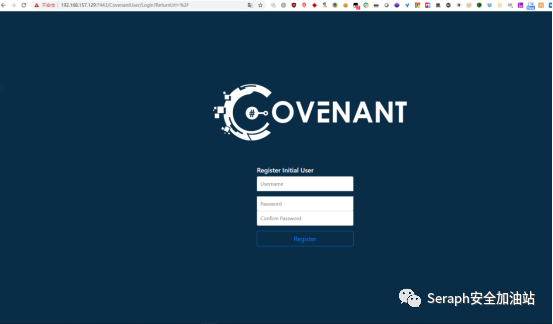 不安全 | 192.168.157.129:7443/CovenantUser/Login?ReturnUrl=%2F
COVENANT
Register Initial User
Username
Password
Confirm Password
Register
Seraph安全加油站